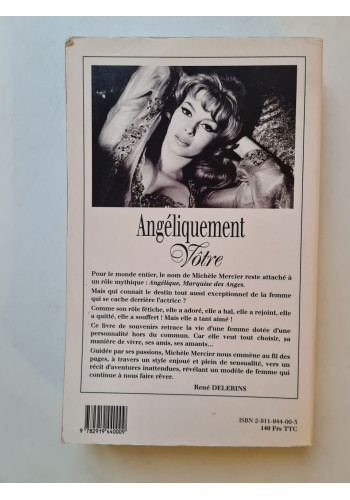 Angéliquement
Vôtre
Pour le monde entier, le nom de Michèle Mercier reste attaché à
un rôle mythique : Angélique, Marquise des Anges.
Mais qui connait le destin tout aussi exceptionnel de la femme
qui se cache derrière l'actrice ?
Comme son rôle fétiche, elle a adoré, elle a haï, elle a rejoint, elle
a quitté, elle a souffert ! Mais elle a tant aimé !
Ce livre de souvenirs retrace la vie d'une femme dotée d'une
personnalité hors du commun. Car elle veut tout choisir, sa
manière de vivre, ses amis, ses amants...
Guidée par ses passions, Michèle Mercier nous emmène au fil des
pages, à travers un style enjoué et plein de sensualité, vers un
récit d'aventures inattendues, révélant un modèle de femme qui
continue à nous faire rêver.
René DELERINS
ISBN 2-911-944-00-3
140 Frs TTC
9 782919 440009